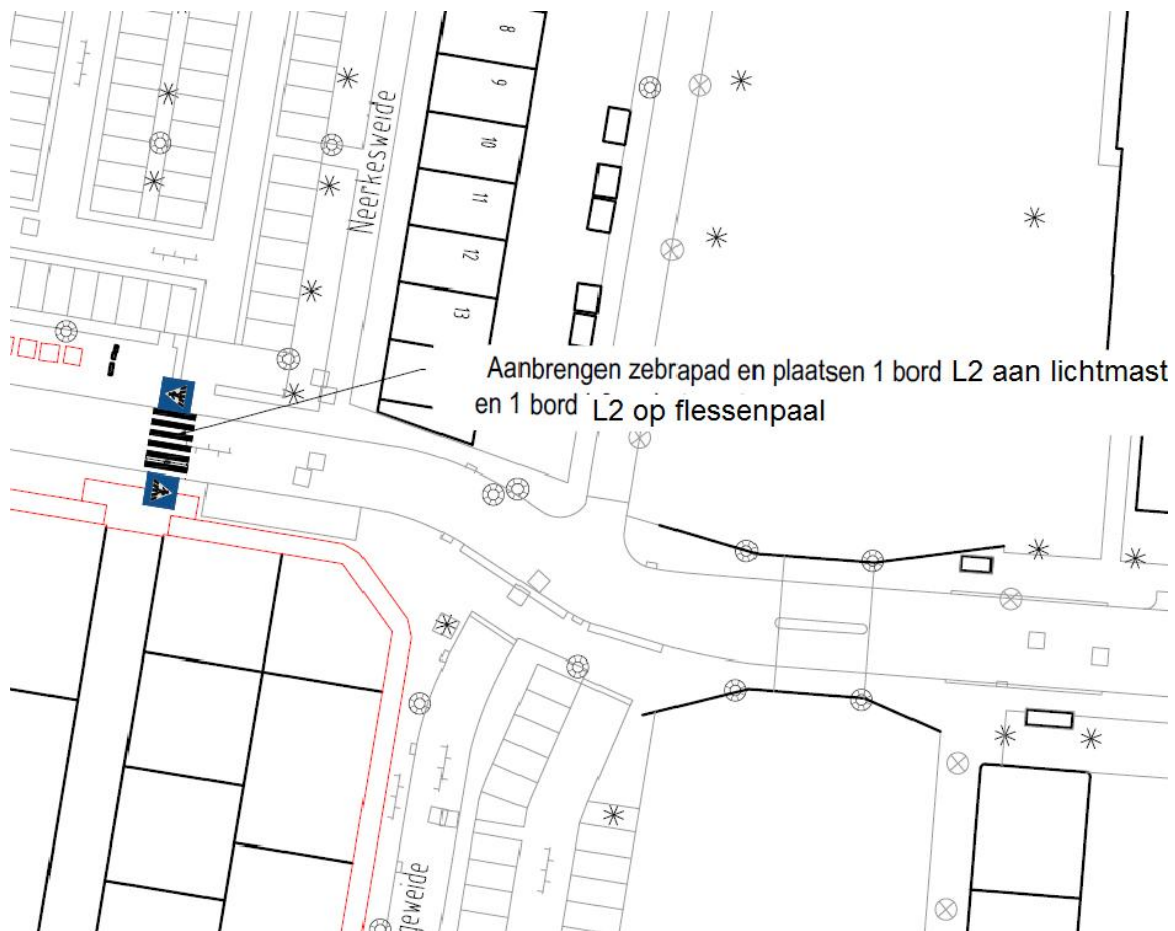 8
9
10
11
12
13
Neerkesweide
Aanbrengen zebrapad en plaatsen 1 bord L2 aan lichtmast
en 1 bord L2 op flessenpaal
geweide